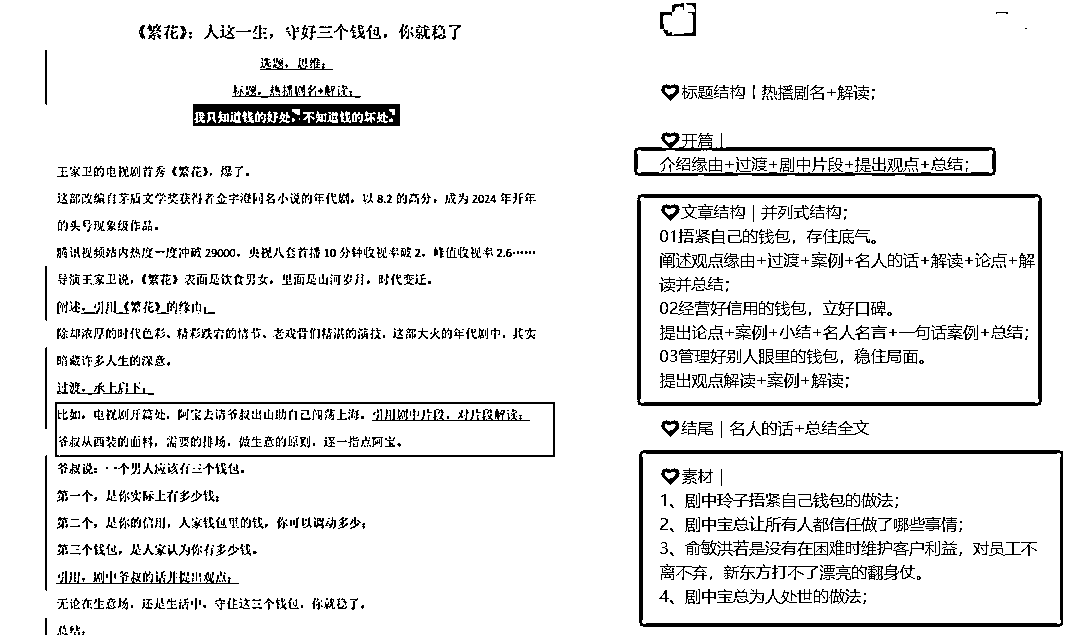 《繁花》：人这一生，守好三个钱包，你就稳了
选题，思维；
标题，热播剧名+解读；
我只知道钱的好处，不知道钱的坏处。
王家卫的电视剧首秀《繁花》，爆了。
这部改编自茅盾文学奖获得者金宇澄同名小说的年代剧，以 8.2 的高分，成为 2024 年开年
的头号现象级作品。
腾讯视频站内热度一度冲破 29000，央视八套首播 10 分钟收视率破 2，峰值收视率 2.6……
导演王家卫说，《繁花》表面是饮食男女，里面是山河岁月，时代变迁。
阐述，引用《繁花》的缘由；
除却浓厚的时代色彩、精彩跌宕的情节、老戏骨们精湛的演技，这部大火的年代剧中，其实
暗藏许多人生的深意。
过渡，承上启下；
比如，电视剧开篇处，阿宝去请爷叔出山助自己闯荡上海。引用剧中片段，对片段解读；
爷叔从西装的面料，需要的排场，做生意的原则，逐一指点阿宝。
爷叔说：一个男人应该有三个钱包。
第一个，是你实际上有多少钱；
第二个，是你的信用，人家钱包里的钱，你可以调动多少；
第三个钱包，是人家认为你有多少钱。
引用，剧中爷叔的话并提出观点；
无论在生意场，还是生活中，守住这三个钱包，你就稳了。
总结；
标题结构｜热播剧名+解读；
开篇｜
介绍缘由+过渡+剧中片段+提出观点+总结；
文章结构｜并列式结构；
01捂紧自己的钱包，存住底气。
阐述观点缘由+过渡+案例+名人的话+解读+论点+解
读并总结；
02经营好信用的钱包，立好口碑。
提出论点+案例+小结+名人名言+一句话案例+总结；
03管理好别人眼里的钱包，稳住局面。
提出观点解读+案例+解读；
结尾｜名人的话+总结全文
素材｜
1、剧中玲子捂紧自己钱包的做法；
2、剧中宝总让所有人都信任做了哪些事情；
3、俞敏洪若是没有在困难时维护客户利益，对员工不
离不弃，新东方打不了漂亮的翻身仗。
4、剧中宝总为人处世的做法；